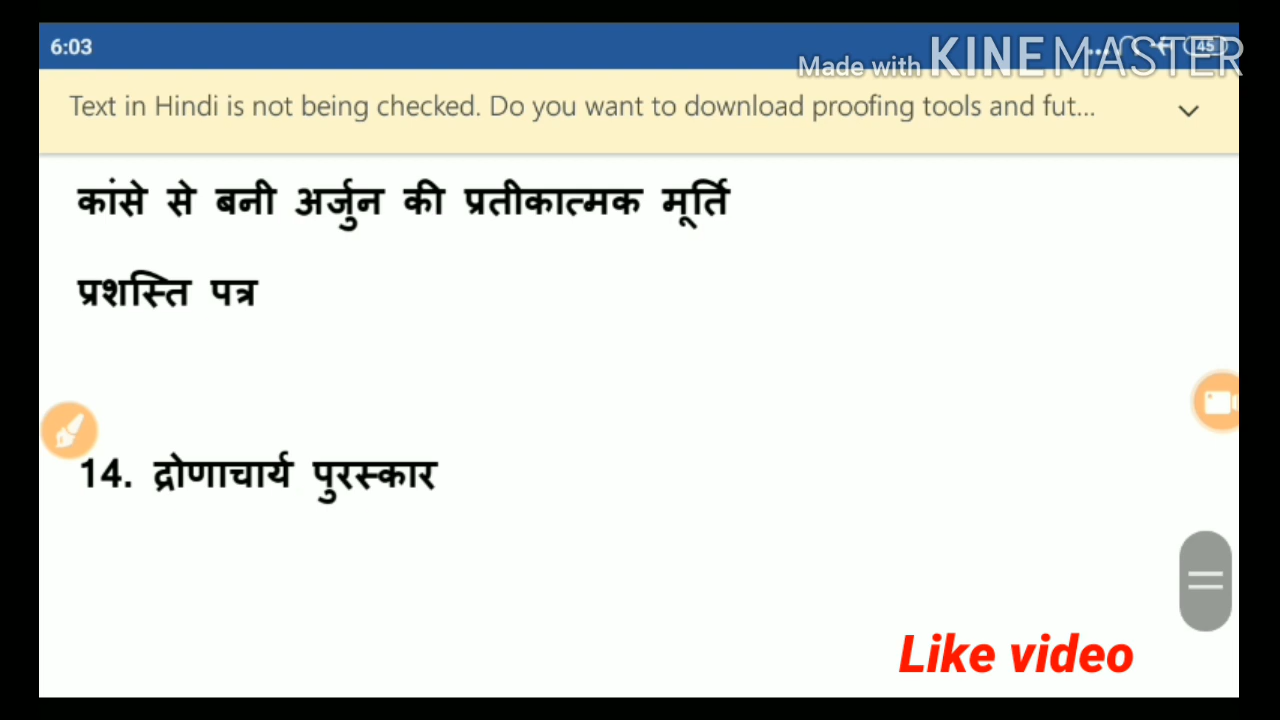 6:03
Made with KINEMASTER
45
Text in Hindi is not being checked. Do you want to download proofing tools and fut...
कांसे से बनी अर्जुन की प्रतीकात्मक मूर्ति
प्रशस्ति पत्र
14. द्रोणाचार्य पुरस्कार
Like video